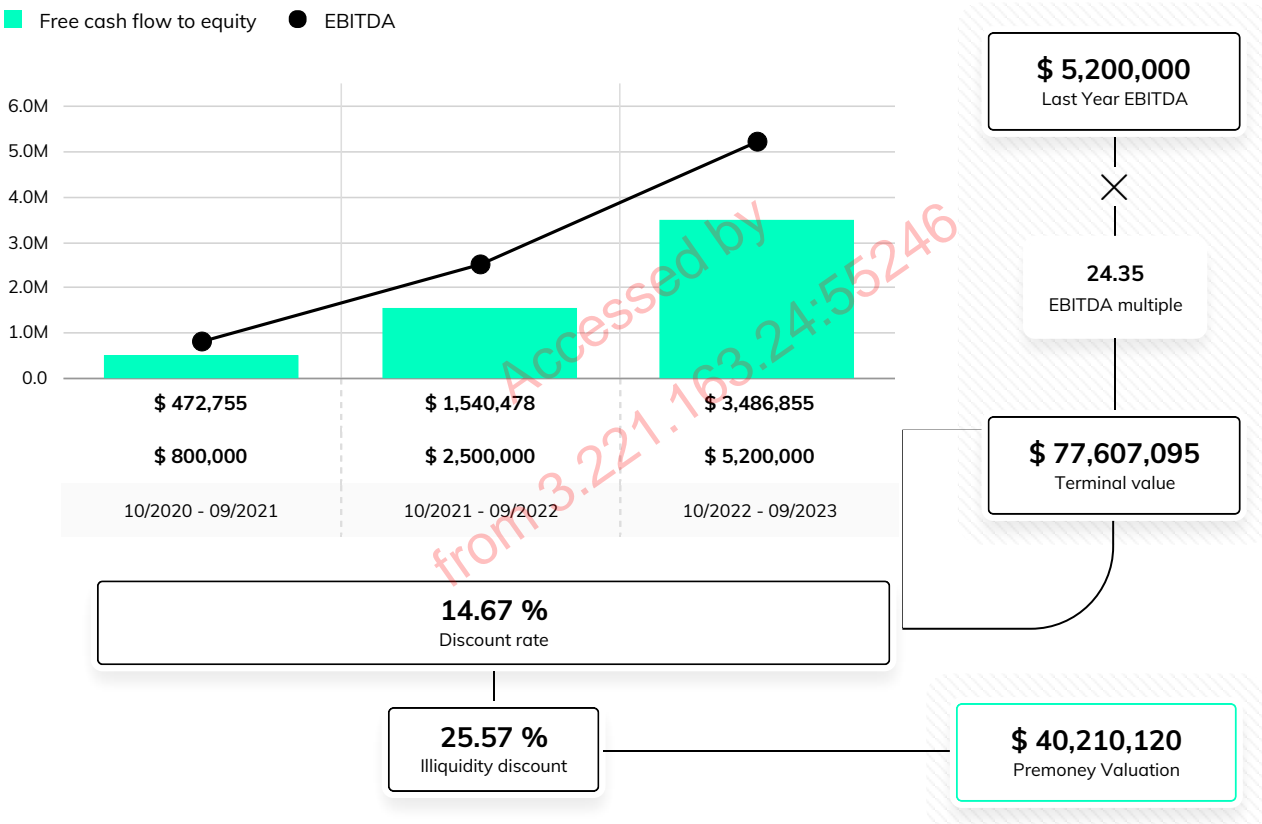 Free cash flow to equity EBITDA
6.0M
5.0M
4.0M
3.0M
2.0M
1.0M
0.0
$ 472,755 $ 1,540,478 $ 3,486,855
$ 800,000 $ 2,500,000 $ 5,200,000
10/2020 - 09/2021 10/2021 - 09/2022 10/2022 - 09/2023
$ 5,200,000
Last Year EBITDA
24.35
EBITDA multiple
$ 77,607,095
Terminal value
14.67 %
Discount rate
25.57 %
Illiquidity discount
$ 40,210,120
Premoney Valuation
Accessed by
from 3.221.163.24:55246